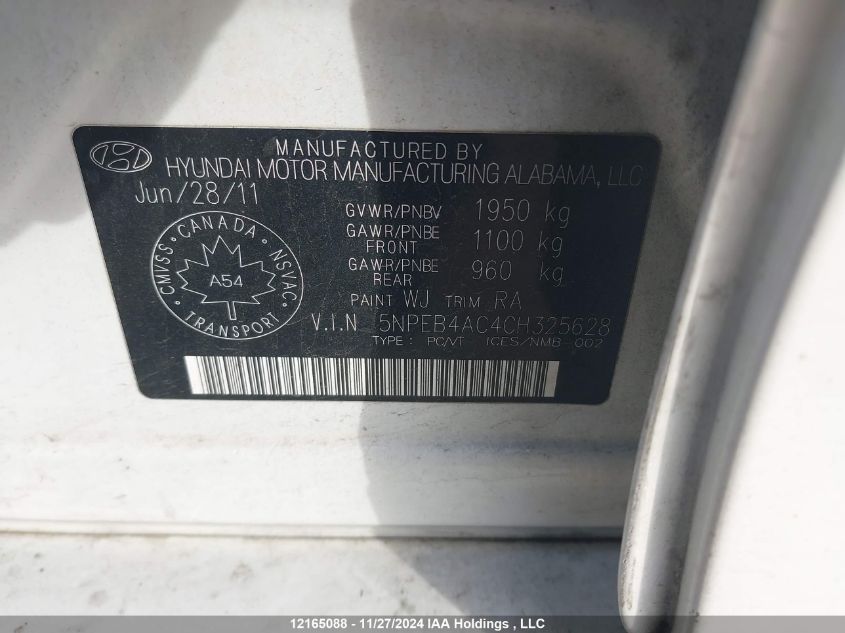 MANUFACTURED BY
HYUNDAI MOTOR MANUFACTURING ALABAMA, LLC
Jun/28/11
GVWR/PNBV 1950 kg
GAWR/PNBE FRONT 1100 kg
GAWR/PNBE REAR 960 kg
PAINT WJ TRIM RA
V.I.N 5NPEB4AC4CH325628
TYPE : PC/VT ICES/NMB-002
CMVSS · CANADA · NSVAC · TRANSPORT ·
A54
12165088 - 11/27/2024 IAA Holdings , LLC